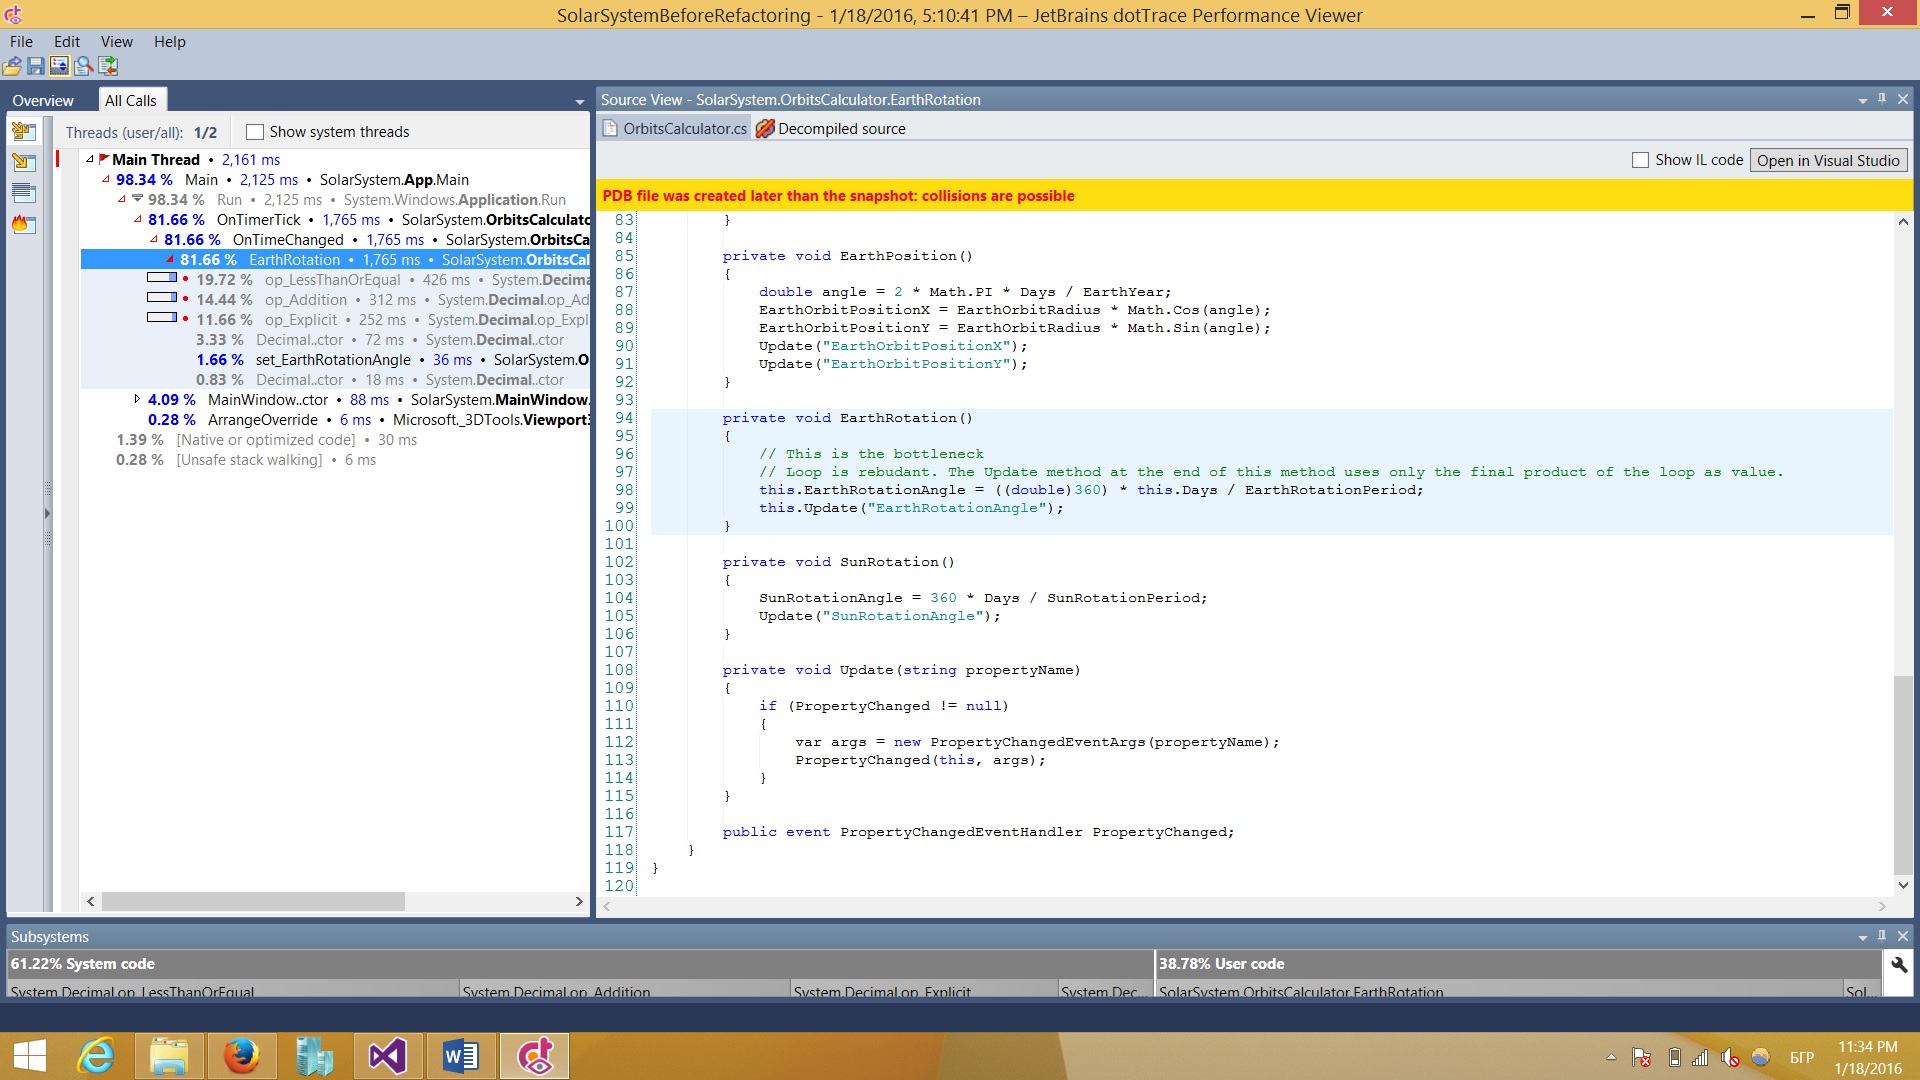 SolarSystemBeforeRefactoring - 1/18/2016, 5:10:41 PM – JetBrains dotTrace Performance Viewer
File Edit View Help
Overview All Calls
Threads (user/all): 1/2 Show system threads
Main Thread • 2,161 ms
98.34 % Main • 2,125 ms • SolarSystem.App.Main
98.34 % Run • 2,125 ms • System.Windows.Application.Run
81.66 % OnTimerTick • 1,765 ms • SolarSystem.OrbitsCalculato
81.66 % OnTimeChanged • 1,765 ms • SolarSystem.OrbitsCa
81.66 % EarthRotation • 1,765 ms • SolarSystem.OrbitsCal
19.72 % op_LessThanOrEqual • 426 ms • System.Decima
14.44 % op_Addition • 312 ms • System.Decimal.op_Ad
11.66 % op_Explicit • 252 ms • System.Decimal.op_Expl
3.33 % Decimal..ctor • 72 ms • System.Decimal..ctor
1.66 % set_EarthRotationAngle • 36 ms • SolarSystem.O
0.83 % Decimal..ctor • 18 ms • System.Decimal..ctor
4.09 % MainWindow..ctor • 88 ms • SolarSystem.MainWindow.
0.28 % ArrangeOverride • 6 ms • Microsoft._3DTools.Viewport3
1.39 % [Native or optimized code] • 30 ms
0.28 % [Unsafe stack walking] • 6 ms
Source View - SolarSystem.OrbitsCalculator.EarthRotation
OrbitsCalculator.cs Decompiled source
Show IL code Open in Visual Studio
PDB file was created later than the snapshot: collisions are possible
83 }
84
85 private void EarthPosition()
86 {
87 double angle = 2 * Math.PI * Days / EarthYear;
88 EarthOrbitPositionX = EarthOrbitRadius * Math.Cos(angle);
89 EarthOrbitPositionY = EarthOrbitRadius * Math.Sin(angle);
90 Update("EarthOrbitPositionX");
91 Update("EarthOrbitPositionY");
92 }
93
94 private void EarthRotation()
95 {
96 // This is the bottleneck
97 // Loop is rebudant. The Update method at the end of this method uses only the final product of the loop as value.
98 this.EarthRotationAngle = ((double)360) * this.Days / EarthRotationPeriod;
99 this.Update("EarthRotationAngle");
100 }
101
102 private void SunRotation()
103 {
104 SunRotationAngle = 360 * Days / SunRotationPeriod;
105 Update("SunRotationAngle");
106 }
107
108 private void Update(string propertyName)
109 {
110 if (PropertyChanged != null)
111 {
112 var args = new PropertyChangedEventArgs(propertyName);
113 PropertyChanged(this, args);
114 }
115 }
116
117 public event PropertyChangedEventHandler PropertyChanged;
118 }
119 }
120
Subsystems
61.22% System code 38.78% User code
System.Decimal.op_LessThanOrEqual System.Decimal.op_Addition System.Decimal.op_Explicit System.Dec... SolarSystem.OrbitsCalculator.EarthRotation Sol...
БГР
11:34 PM
1/18/2016